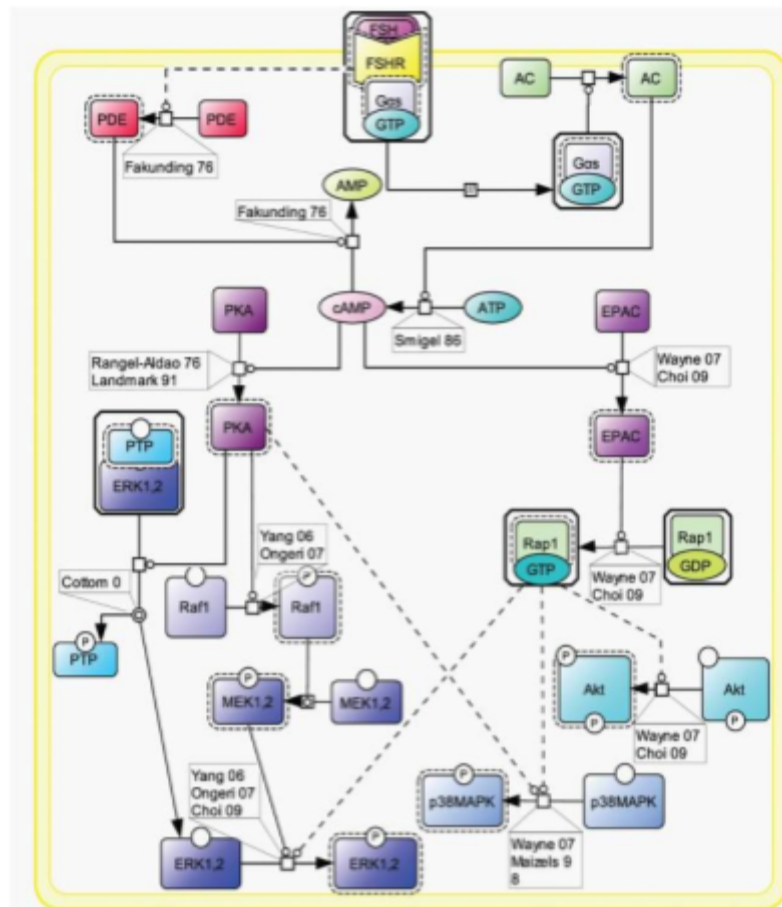 FSH
FSHR
Gαs
GTP
AC
AC
PDE
PDE
Fakunding 76
Gαs
GTP
AMP
Fakunding 76
PKA
cAMP
ATP
EPAC
Smigel 86
Rangel-Aldao 76
Landmark 91
Wayne 07
Choi 09
PKA
EPAC
PTP
ERK1,2
Yang 06
Ongeri 07
Rap1
GTP
Rap1
GDP
Cottom 0
Wayne 07
Choi 09
Raf1
P
Raf1
P
PTP
P
MEK1,2
MEK1,2
P
Akt
P
Akt
P
Wayne 07
Choi 09
Yang 06
Ongeri 07
Choi 09
P
p38MAPK
p38MAPK
Wayne 07
Maizels 9
8
ERK1,2
P
ERK1,2